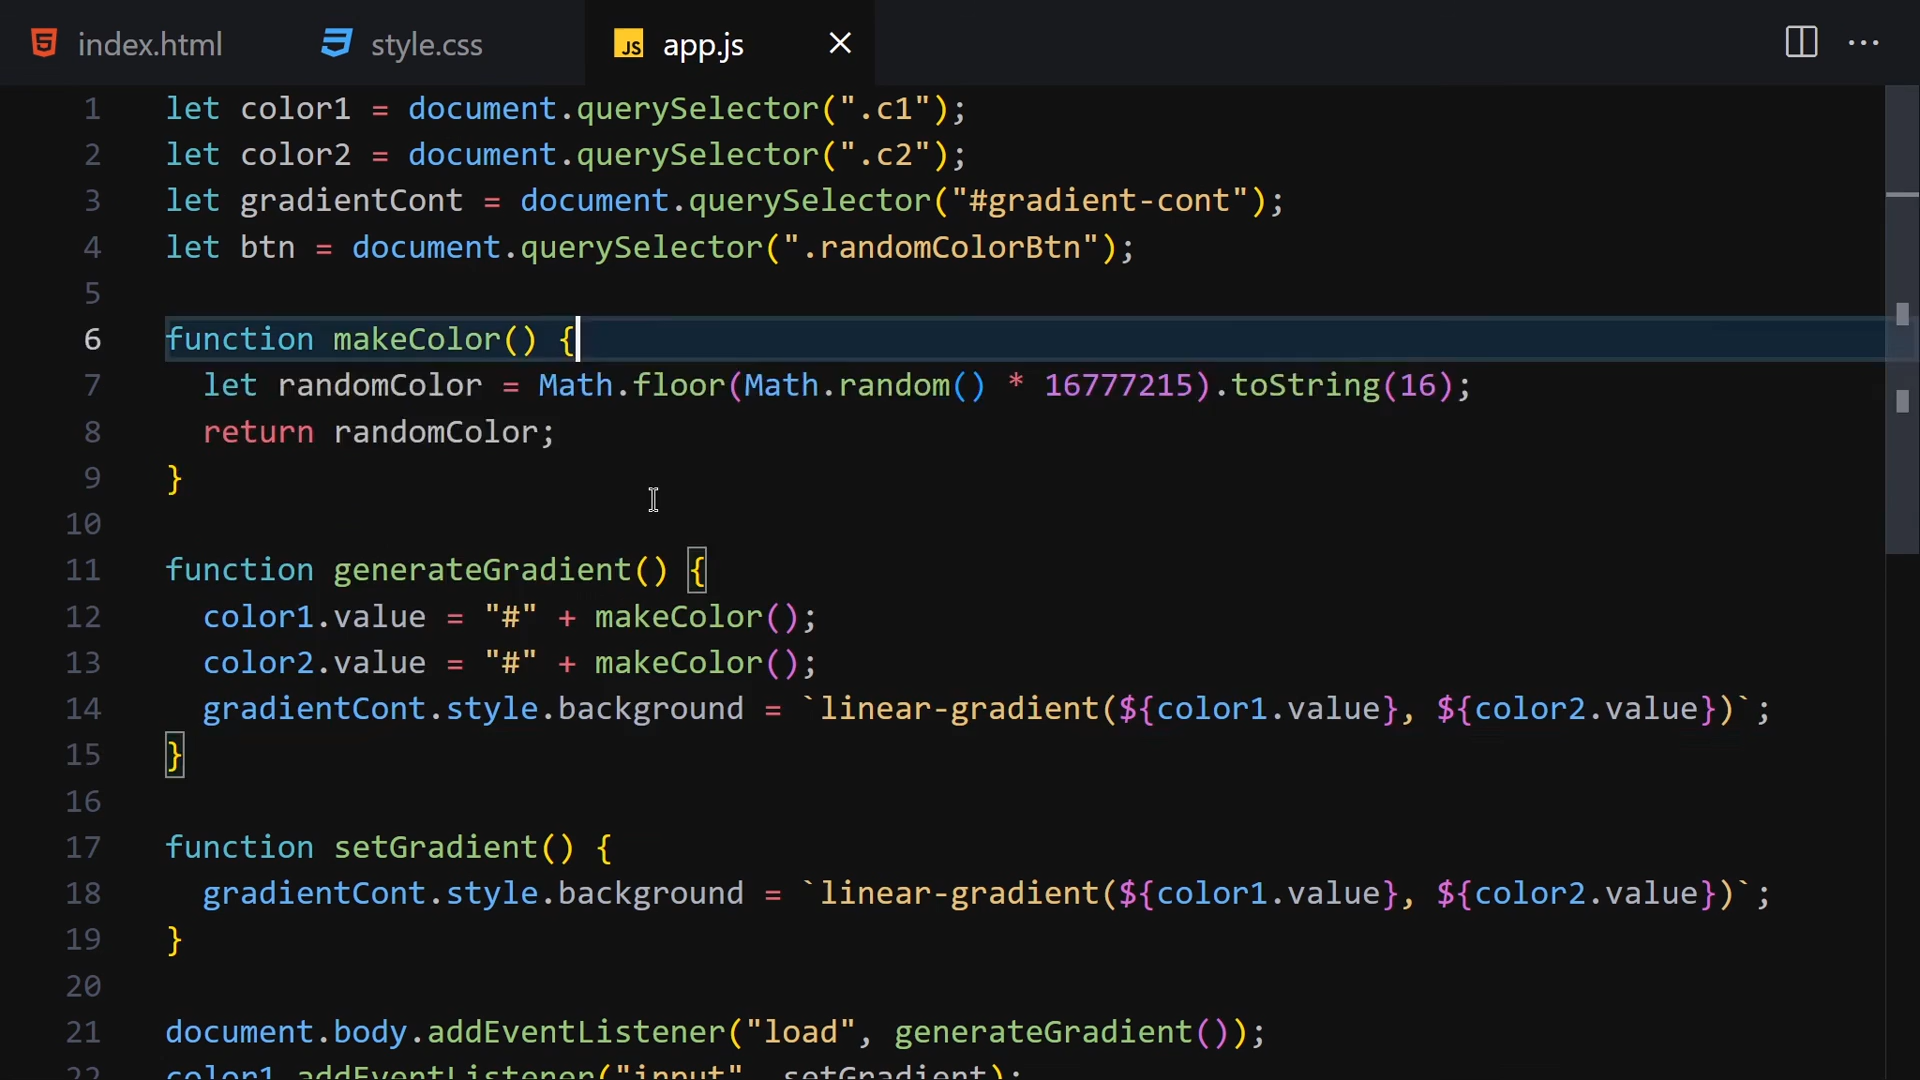 index.html
style.css
JS app.js
1 let color1 = document.querySelector(".c1");
2 let color2 = document.querySelector(".c2");
3 let gradientCont = document.querySelector("#gradient-cont");
4 let btn = document.querySelector(".randomColorBtn");
5
6 function makeColor() {
7 let randomColor = Math.floor(Math.random() * 16777215).toString(16);
8 return randomColor;
9 }
10
11 function generateGradient() {
12 color1.value = "#" + makeColor();
13 color2.value = "#" + makeColor();
14 gradientCont.style.background = `linear-gradient(${color1.value}, ${color2.value})`;
15 }
16
17 function setGradient() {
18 gradientCont.style.background = `linear-gradient(${color1.value}, ${color2.value})`;
19 }
20
21 document.body.addEventListener("load", generateGradient());
22 color1.addEventListener("input", setGradient);